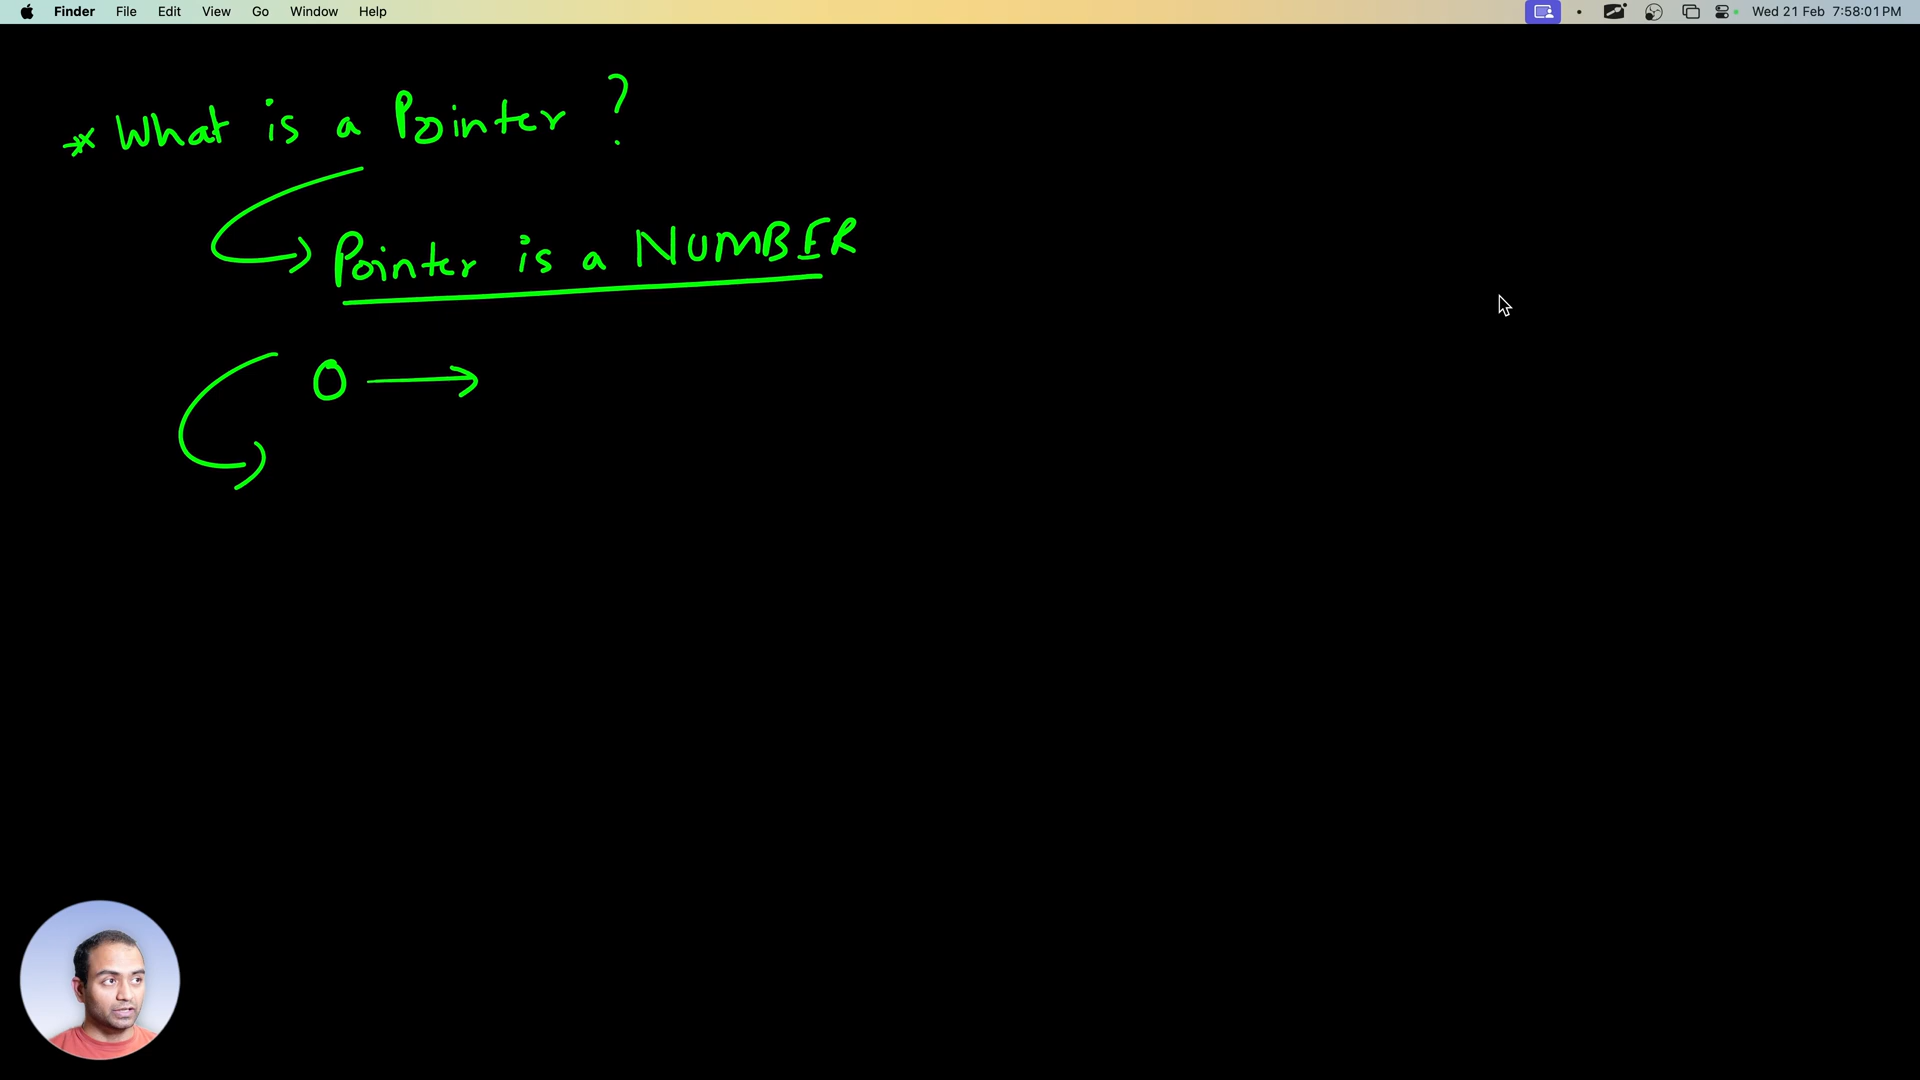 Finder File Edit View Go Window Help Wed 21 Feb 7:58:01 PM
* What is a Pointer ?
Pointer is a NUMBER
0 →